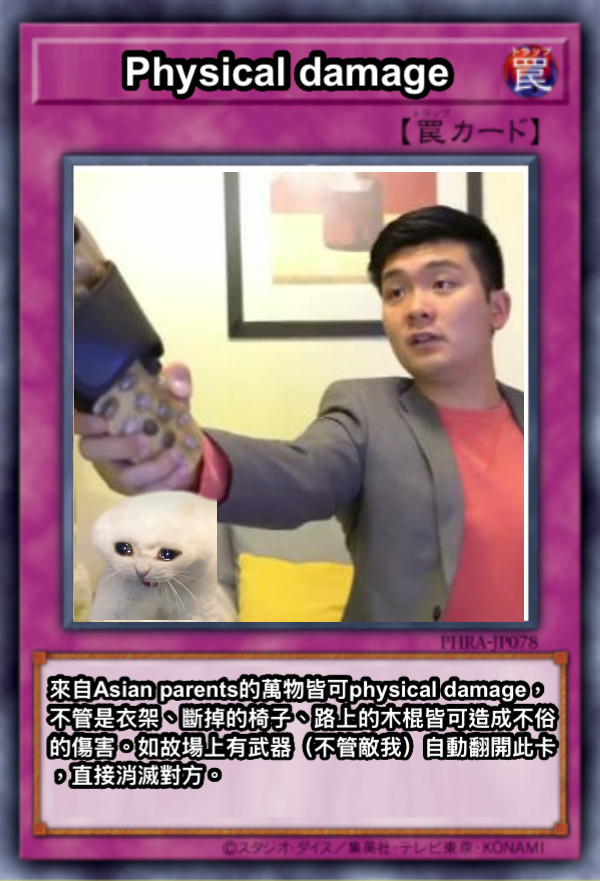 Physical damage
トラップ
罠
トラップ
【罠カード】
PHRA-JP078
來自Asian parents的萬物皆可physical damage，
不管是衣架、斷掉的椅子、路上的木棍皆可造成不俗
的傷害。如故場上有武器（不管敵我）自動翻開此卡
，直接消滅對方。
©スタジオ・ダイス／集英社・テレビ東京・KONAMI